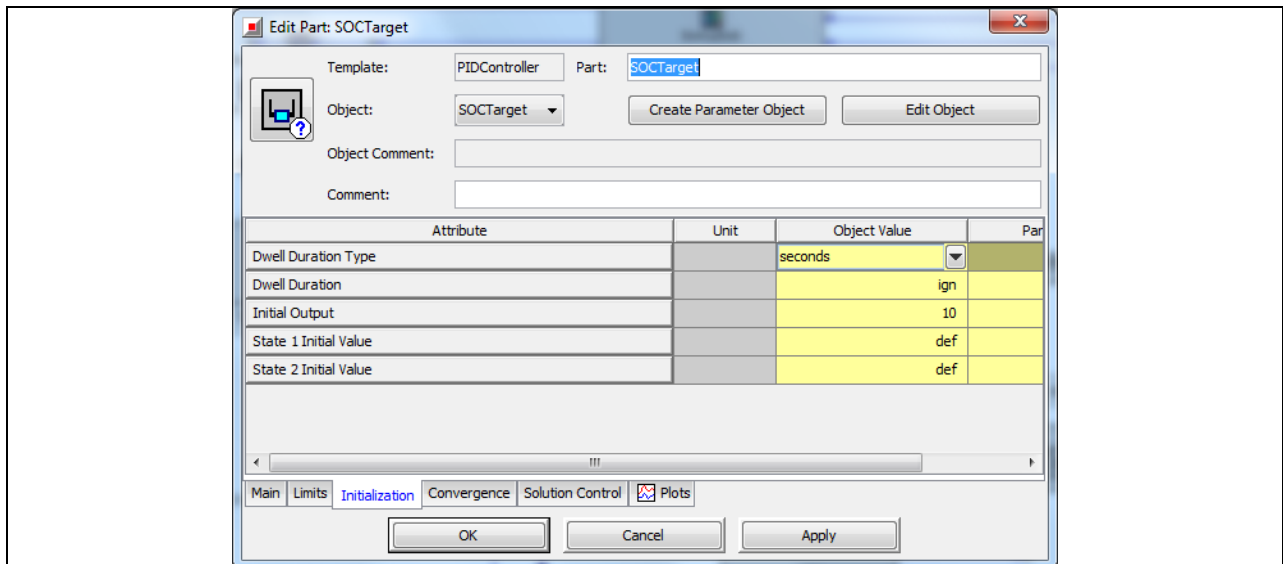 Edit Part: SOCTarget
Template: PIDController Part: SOCTarget
Object: SOCTarget Create Parameter Object Edit Object
Object Comment:
Comment:
Attribute Unit Object Value Par
Dwell Duration Type seconds
Dwell Duration ign
Initial Output 10
State 1 Initial Value def
State 2 Initial Value def
Main Limits Initialization Convergence Solution Control Plots
OK Cancel Apply